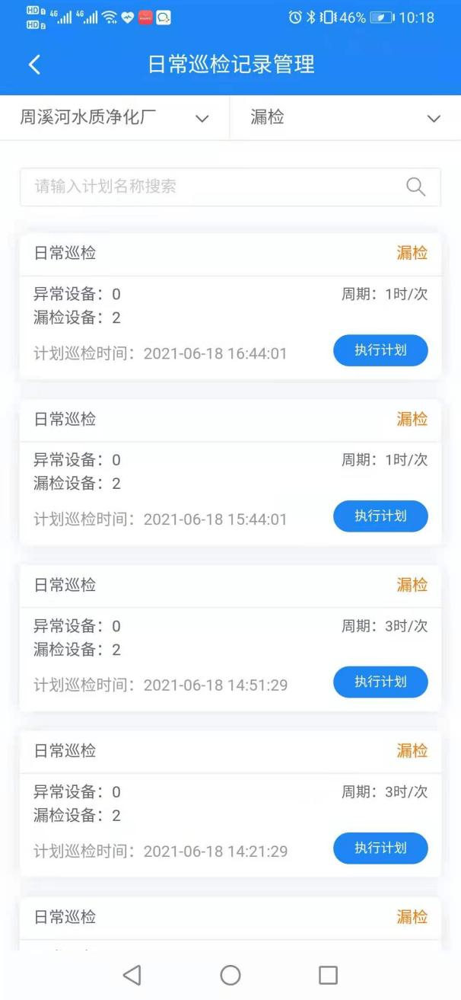 HD 1 4G 4G 46% 10:18
HD 2
日常巡检记录管理
周溪河水质净化厂 漏检
请输入计划名称搜索
日常巡检 漏检
异常设备：0 周期：1时/次
漏检设备：2
计划巡检时间：2021-06-18 16:44:01 执行计划
日常巡检 漏检
异常设备：0 周期：1时/次
漏检设备：2
计划巡检时间：2021-06-18 15:44:01 执行计划
日常巡检 漏检
异常设备：0 周期：3时/次
漏检设备：2
计划巡检时间：2021-06-18 14:51:29 执行计划
日常巡检 漏检
异常设备：0 周期：3时/次
漏检设备：2
计划巡检时间：2021-06-18 14:21:29 执行计划
日常巡检 漏检